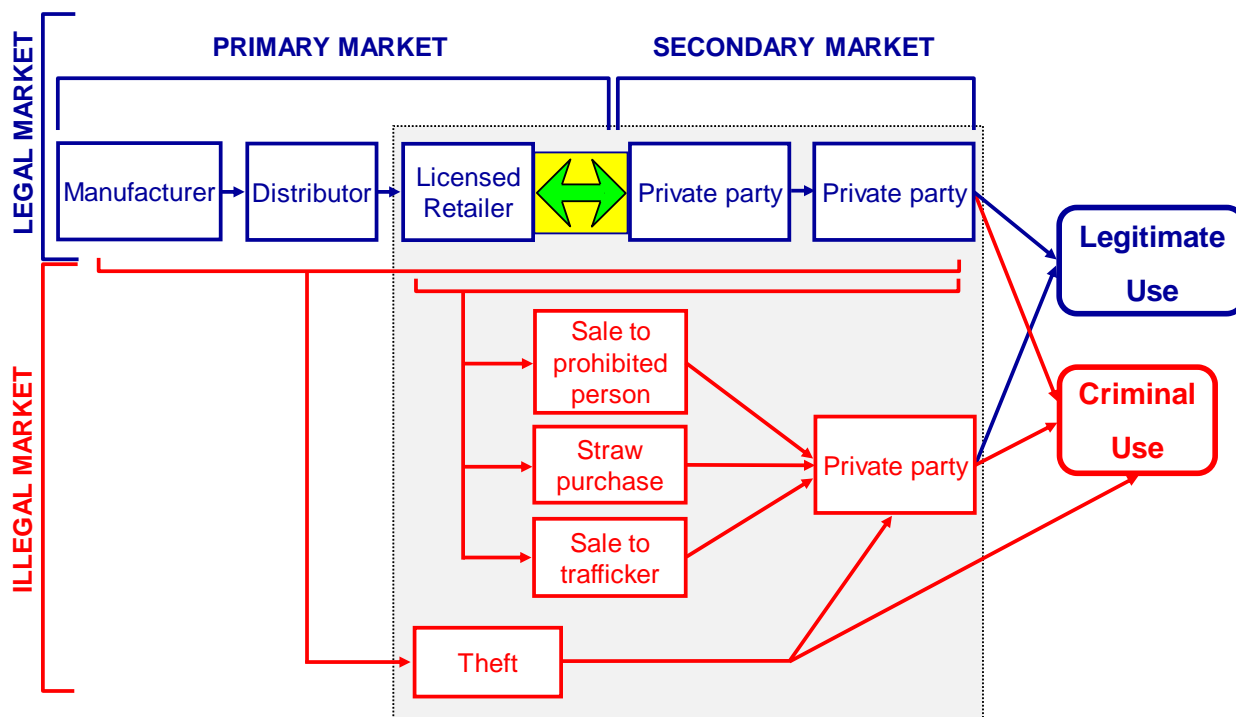 PRIMARY MARKET
SECONDARY MARKET
LEGAL MARKET
Manufacturer
Distributor
Licensed
Retailer
Private party
Private party
Legitimate
Use
ILLEGAL MARKET
Sale to
prohibited
person
Straw
purchase
Sale to
trafficker
Private party
Criminal
Use
Theft